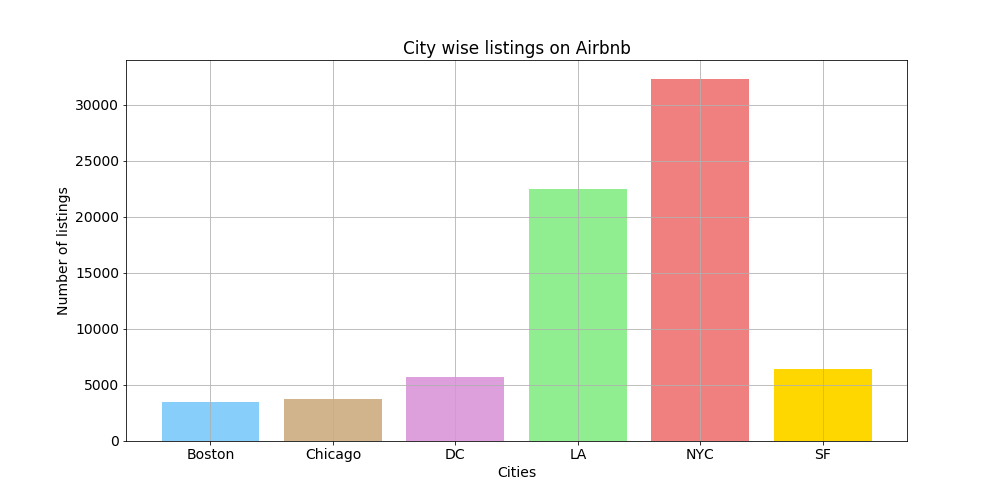 City wise listings on Airbnb
Number of listings
30000
25000
20000
15000
10000
5000
0
Boston Chicago DC LA NYC SF
Cities